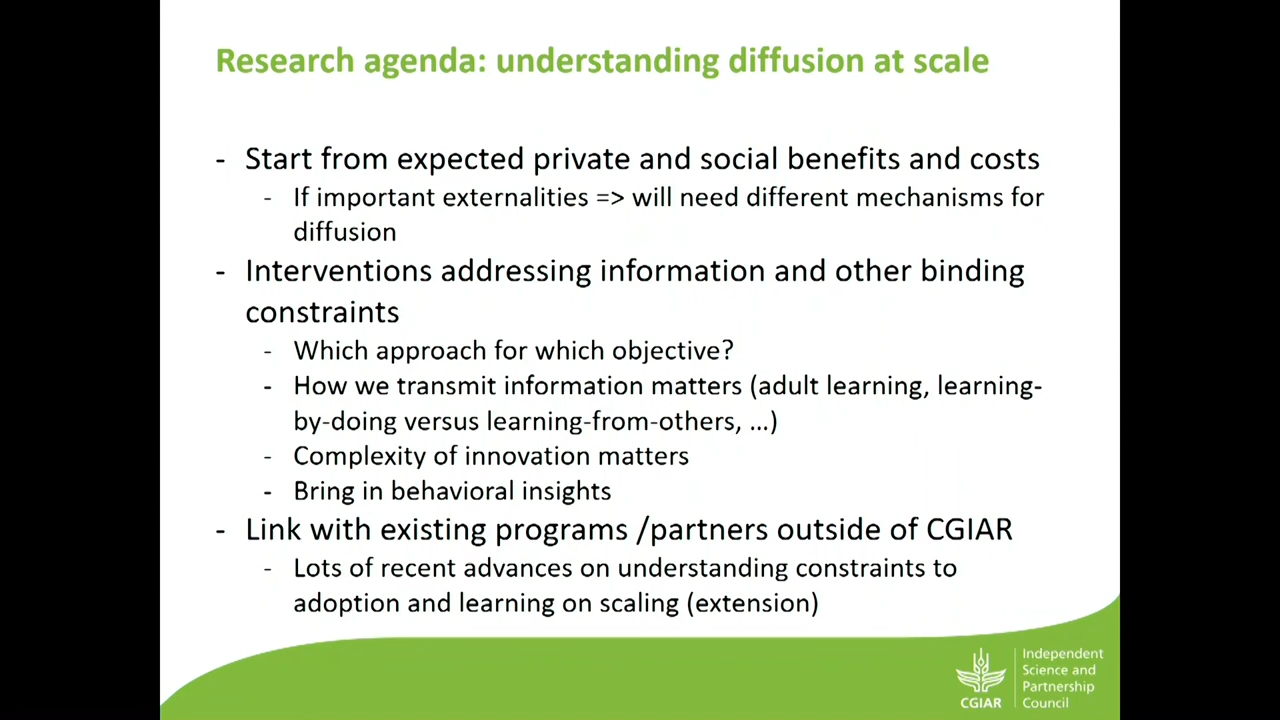 Research agenda: understanding diffusion at scale
- Start from expected private and social benefits and costs
- If important externalities => will need different mechanisms for
diffusion
- Interventions addressing information and other binding
constraints
- Which approach for which objective?
- How we transmit information matters (adult learning, learning-
by-doing versus learning-from-others, ...)
- Complexity of innovation matters
- Bring in behavioral insights
- Link with existing programs /partners outside of CGIAR
- Lots of recent advances on understanding constraints to
adoption and learning on scaling (extension)
CGIAR
Independent
Science and
Partnership
Council